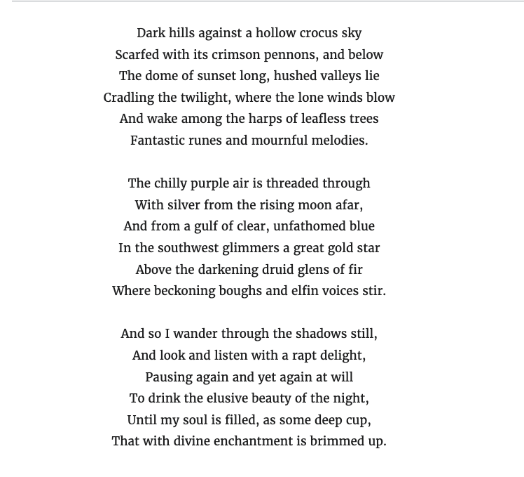 Dark hills against a hollow crocus sky
Scarfed with its crimson pennons, and below
The dome of sunset long, hushed valleys lie
Cradling the twilight, where the lone winds blow
And wake among the harps of leafless trees
Fantastic runes and mournful melodies.
The chilly purple air is threaded through
With silver from the rising moon afar,
And from a gulf of clear, unfathomed blue
In the southwest glimmers a great gold star
Above the darkening druid glens of fir
Where beckoning boughs and elfin voices stir.
And so I wander through the shadows still,
And look and listen with a rapt delight,
Pausing again and yet again at will
To drink the elusive beauty of the night,
Until my soul is filled, as some deep cup,
That with divine enchantment is brimmed up.